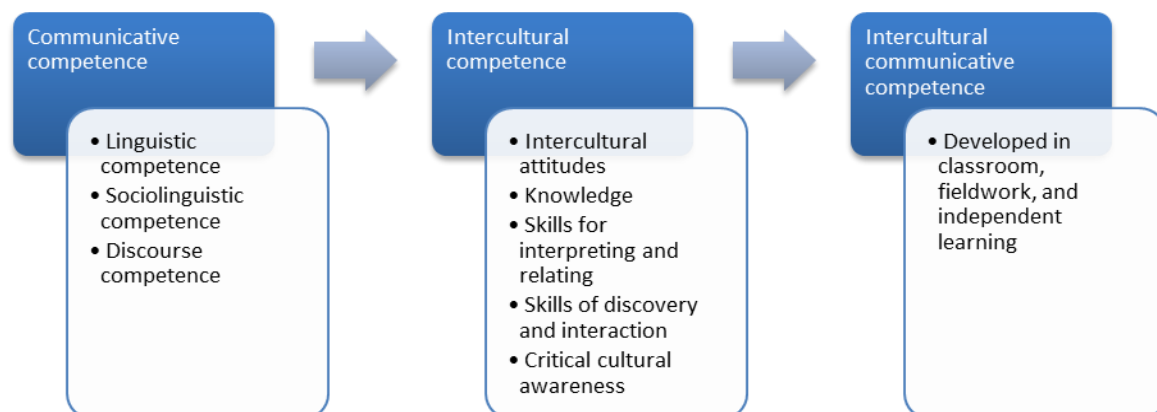 Communicative
competence
• Linguistic
competence
• Sociolinguistic
competence
• Discourse
competence
Intercultural
competence
• Intercultural
attitudes
• Knowledge
• Skills for
interpreting and
relating
• Skills of discovery
and interaction
• Critical cultural
awareness
Intercultural
communicative
competence
• Developed in
classroom,
fieldwork, and
independent
learning